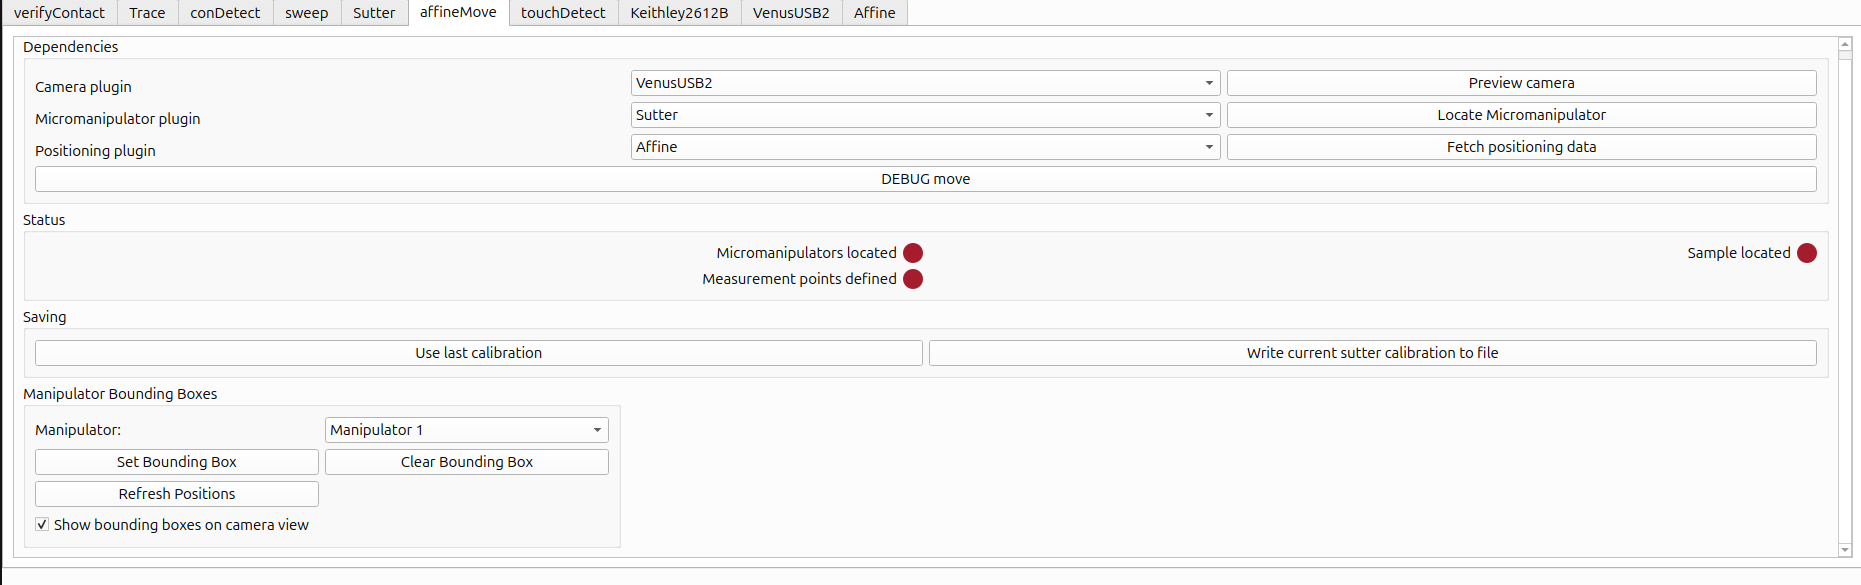 verifyContact Trace conDetect sweep Sutter affineMove touchDetect Keithley2612B VenusUSB2 Affine
Dependencies
Camera plugin VenusUSB2 Preview camera
Micromanipulator plugin Sutter Locate Micromanipulator
Positioning plugin Affine Fetch positioning data
DEBUG move
Status
Micromanipulators located Sample located
Measurement points defined
Saving
Use last calibration Write current sutter calibration to file
Manipulator Bounding Boxes
Manipulator: Manipulator 1
Set Bounding Box Clear Bounding Box
Refresh Positions
Show bounding boxes on camera view